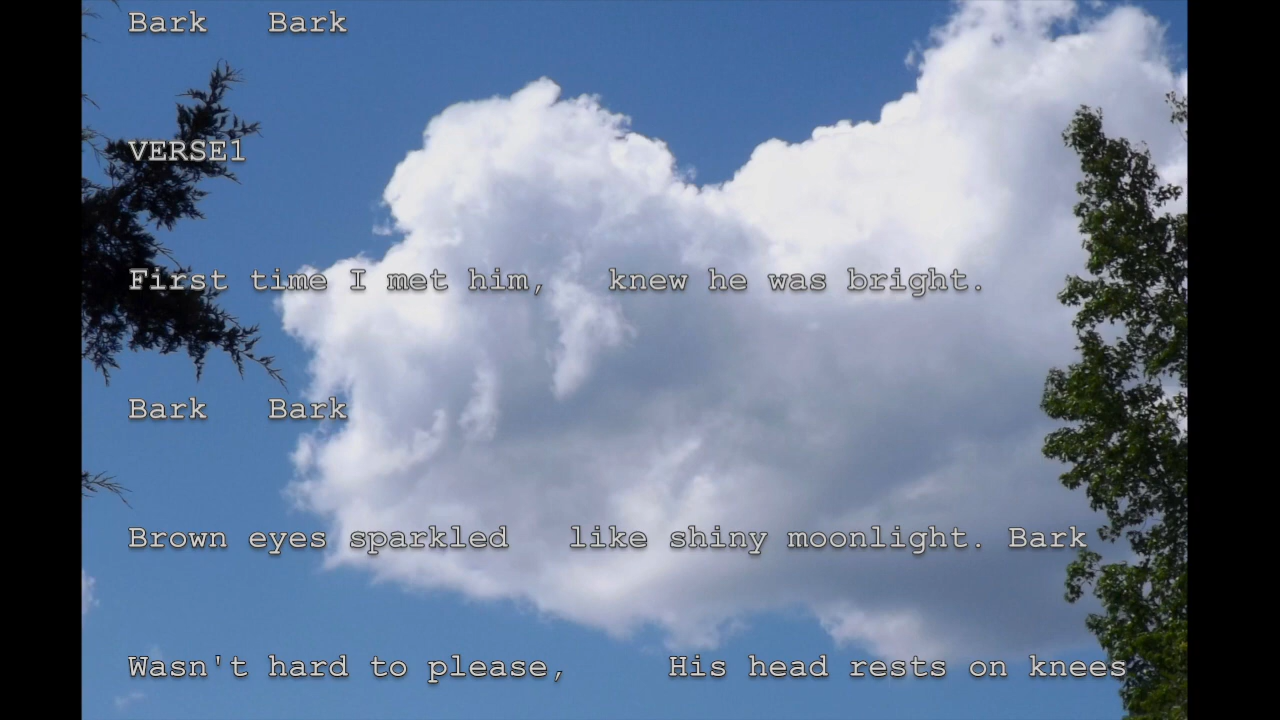 Bark   Bark
VERSE1
First time I met him,   knew he was bright.
Bark   Bark
Brown eyes sparkled   like shiny moonlight. Bark
Wasn't hard to please,     His head rests on knees